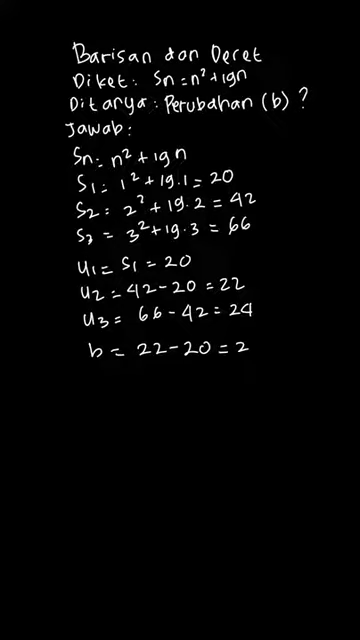 Barisan dan Deret
Diket: Sn = n² + 19n
Ditanya: Perubahan (b) ?
Jawab:
Sn = n² + 19n
S₁ = 1² + 19.1 = 20
S₂ = 2² + 19.2 = 42
S₃ = 3² + 19.3 = 66
U₁ = S₁ = 20
U₂ = 42 - 20 = 22
U₃ = 66 - 42 = 24
b = 22 - 20 = 2